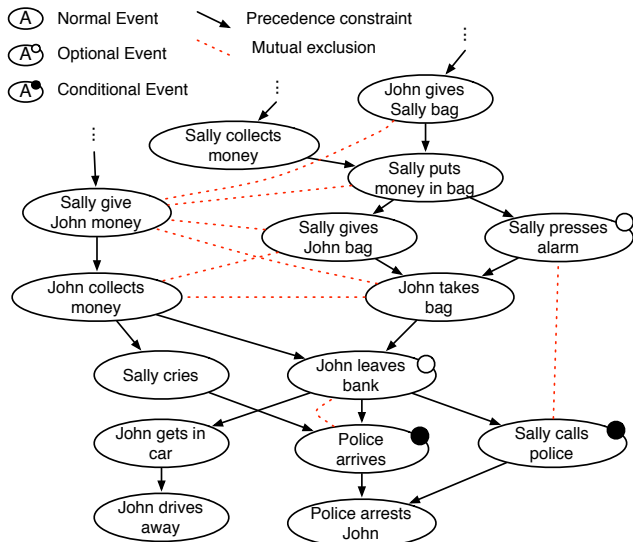 A Normal Event
Precedence constraint
A Optional Event
Mutual exclusion
A Conditional Event
⋮
⋮
⋮
John gives
Sally bag
Sally collects
money
Sally puts
money in bag
Sally give
John money
Sally gives
John bag
Sally presses
alarm
John collects
money
John takes
bag
Sally cries
John leaves
bank
John gets in
car
Police
arrives
Sally calls
police
John drives
away
Police arrests
John